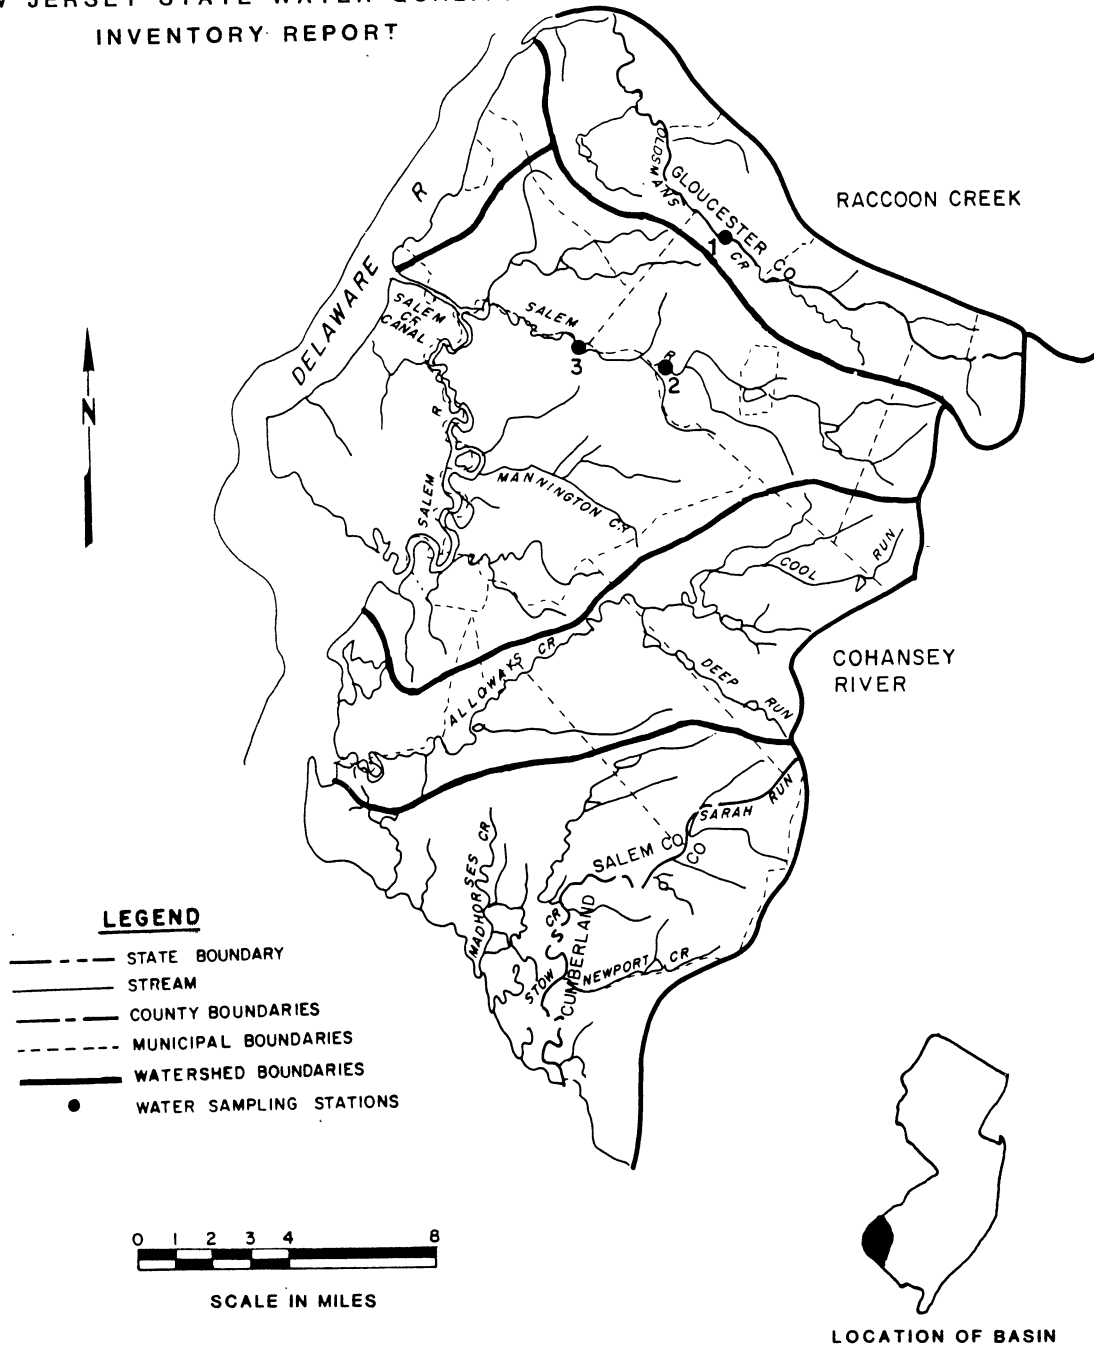 JERSEY STATE WATER
INVENTORY REPORT
RACCOON CREEK
OLDSMANS
CR
GLOUCESTER CO
1
DELAWARE
R
SALEM
CR
CANAL
SALEM
R
3
2
N
SALEM
R
MANNINGTON CR
COOL
RUN
COHANSEY
RIVER
ALLOWAYS CR
DEEP
RUN
SARAH
RUN
SALEM CO
CO
CUMBERLAND
MADHORSES CR
STOW
CR
NEWPORT
CR
LEGEND
STATE BOUNDARY
STREAM
COUNTY BOUNDARIES
MUNICIPAL BOUNDARIES
WATERSHED BOUNDARIES
WATER SAMPLING STATIONS
0 1 2 3 4 8
SCALE IN MILES
LOCATION OF BASIN